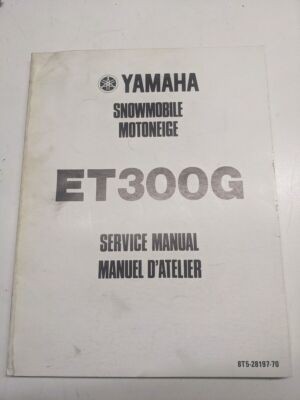 YAMAHA
SNOWMOBILE
MOTONEIGE
ET300G
SERVICE MANUAL
MANUEL D'ATELIER
8T5-28197-70